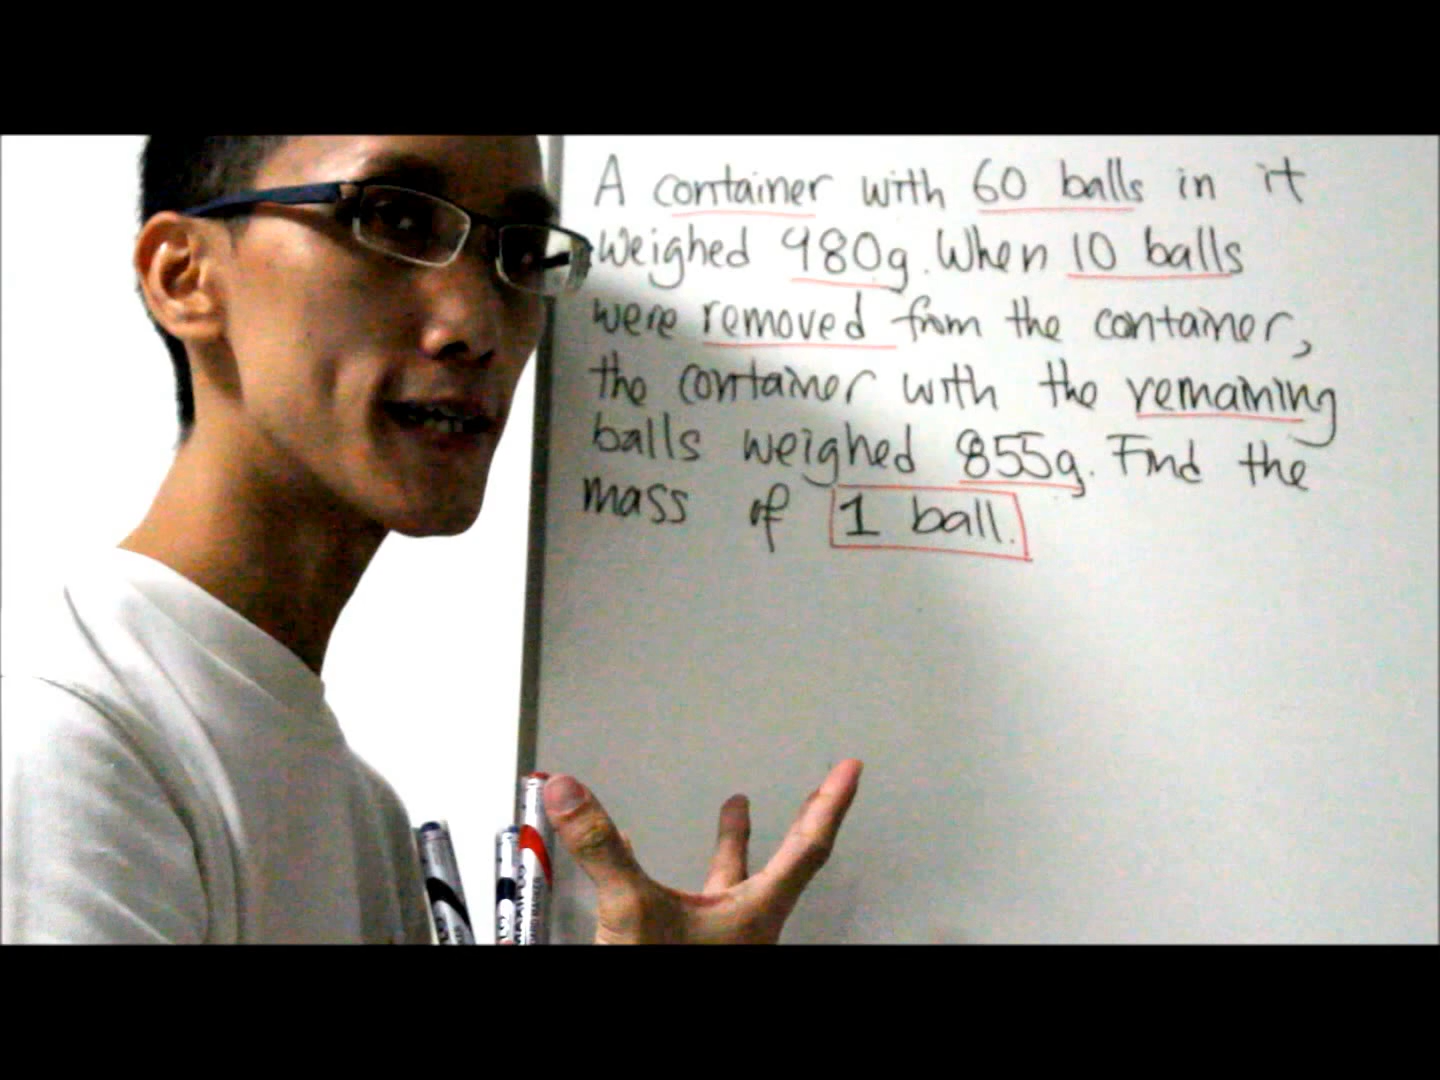 A container with 60 balls in it
weighed 980g. When 10 balls
were removed from the container,
the container with the remaining
balls weighed 855g. Find the
mass of 1 ball.